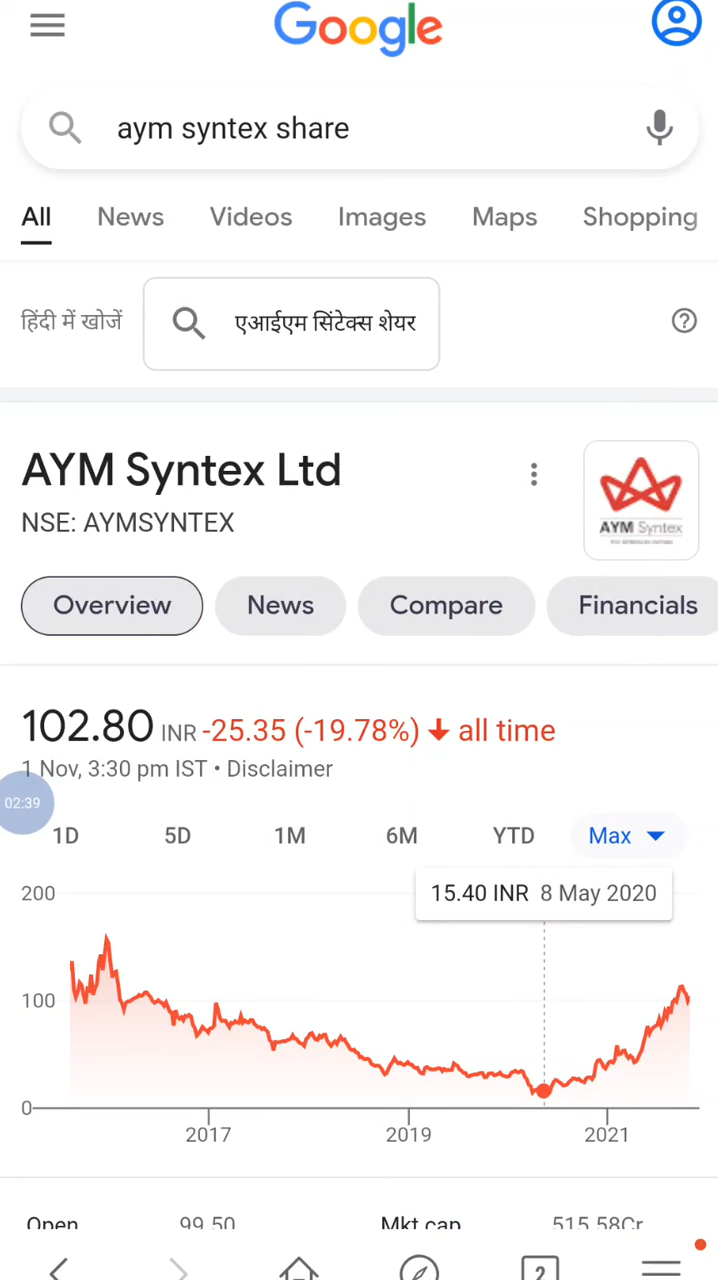 Google
aym syntex share
All News Videos Images Maps Shopping
हिंदी में खोजें एआईएम सिंटेक्स शेयर
AYM Syntex Ltd
NSE: AYMSYNTEX
AYM Syntex
Overview News Compare Financials
102.80 INR -25.35 (-19.78%) all time
1 Nov, 3:30 pm IST • Disclaimer
02:39
1D 5D 1M 6M YTD Max
15.40 INR 8 May 2020
200
100
0
2017 2019 2021
Open 99.50 Mkt cap 515.58Cr
2